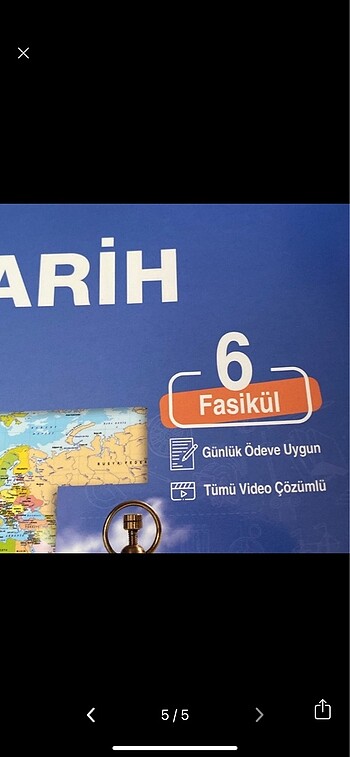 ARİH
6
Fasikül
Günlük Ödeve Uygun
Tümü Video Çözümlü
5 / 5